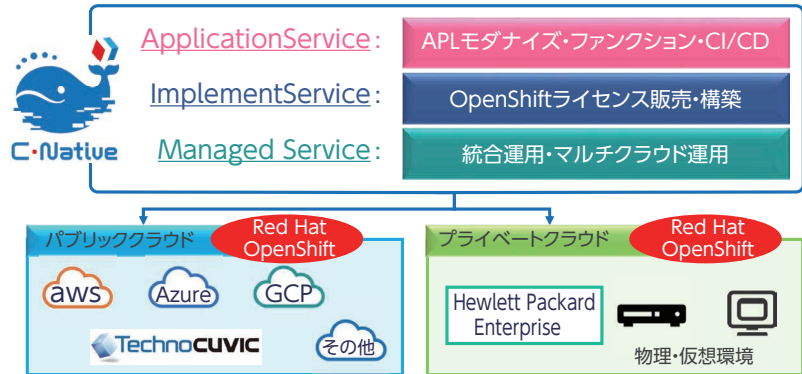 ApplicationService:
APLモダナイズ・ファンクション・CI/CD
ImplementService:
OpenShiftライセンス販売・構築
C・Native
Managed Service:
統合運用・マルチクラウド運用
パブリッククラウド
Red Hat
OpenShift
プライベートクラウド
Red Hat
OpenShift
aws
Azure
GCP
TechnoCUVIC
その他
Hewlett Packard
Enterprise
物理・仮想環境